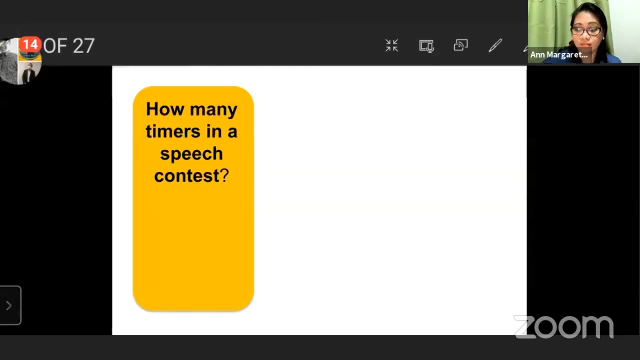 14 OF 27
Ann Margaret...
How many
timers in a
speech
contest?
zoom